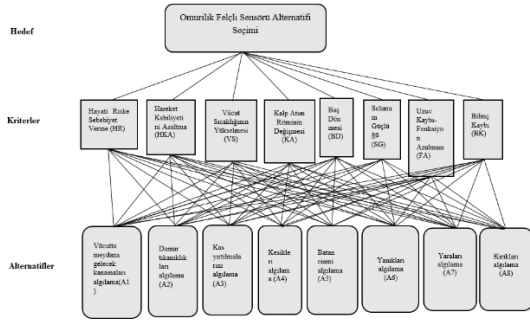 Hedef
Omurilik Felçli Sensörü Alternatifi
Seçimi
Kriterler
Hayati Riske
Sebebiyet
Verme (HR)
Hareket
Kabiliyeti
ni Azaltma
(HKA)
Vücut
Sıcaklığının
Yükselmesi
(VS)
Kalp Atım
Ritminin
Değişmesi
(KA)
Baş
Dön
mesi
(BD)
Solunu
m
Güçlü
ğü
(SG)
Uzuv
Kaybı-
Fonksiyo
n
Azalması
(FA)
Bilinç
Kaybı
(BK)
Alternatifler
Vücutta
meydana
gelecek
kanamaları
algılama(A1
)
Damar
tıkanıklık
ları
algılama
(A2)
Kas
yırtılmala
rını
algılama
(A3)
Kesikle
ri
algılam
a (A4)
Batan
cismi
algılama
(A5)
Yanıkları
algılama
(A6)
Yaraları
algılama
(A7)
Kırıkları
algılama
(A8)